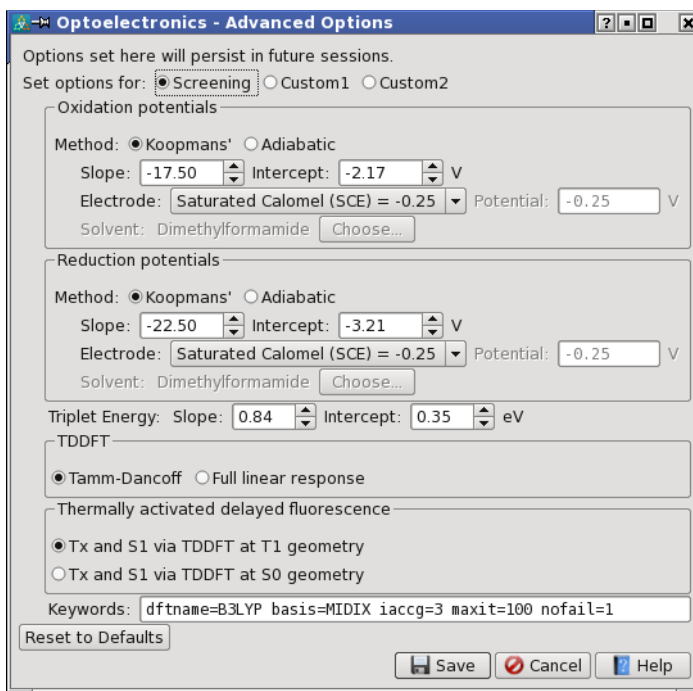 Optoelectronics - Advanced Options
Options set here will persist in future sessions.
Set options for: Screening Custom1 Custom2
Oxidation potentials
Method: Koopmans' Adiabatic
Slope: -17.50 Intercept: -2.17 V
Electrode: Saturated Calomel (SCE) = -0.25 Potential: -0.25 V
Solvent: Dimethylformamide Choose...
Reduction potentials
Method: Koopmans' Adiabatic
Slope: -22.50 Intercept: -3.21 V
Electrode: Saturated Calomel (SCE) = -0.25 Potential: -0.25 V
Solvent: Dimethylformamide Choose...
Triplet Energy: Slope: 0.84 Intercept: 0.35 eV
TDDFT
Tamm-Dancoff Full linear response
Thermally activated delayed fluorescence
Tx and S1 via TDDFT at T1 geometry
Tx and S1 via TDDFT at S0 geometry
Keywords: dftname=B3LYP basis=MIDIX iaccg=3 maxit=100 nofail=1
Reset to Defaults
Save Cancel ? Help